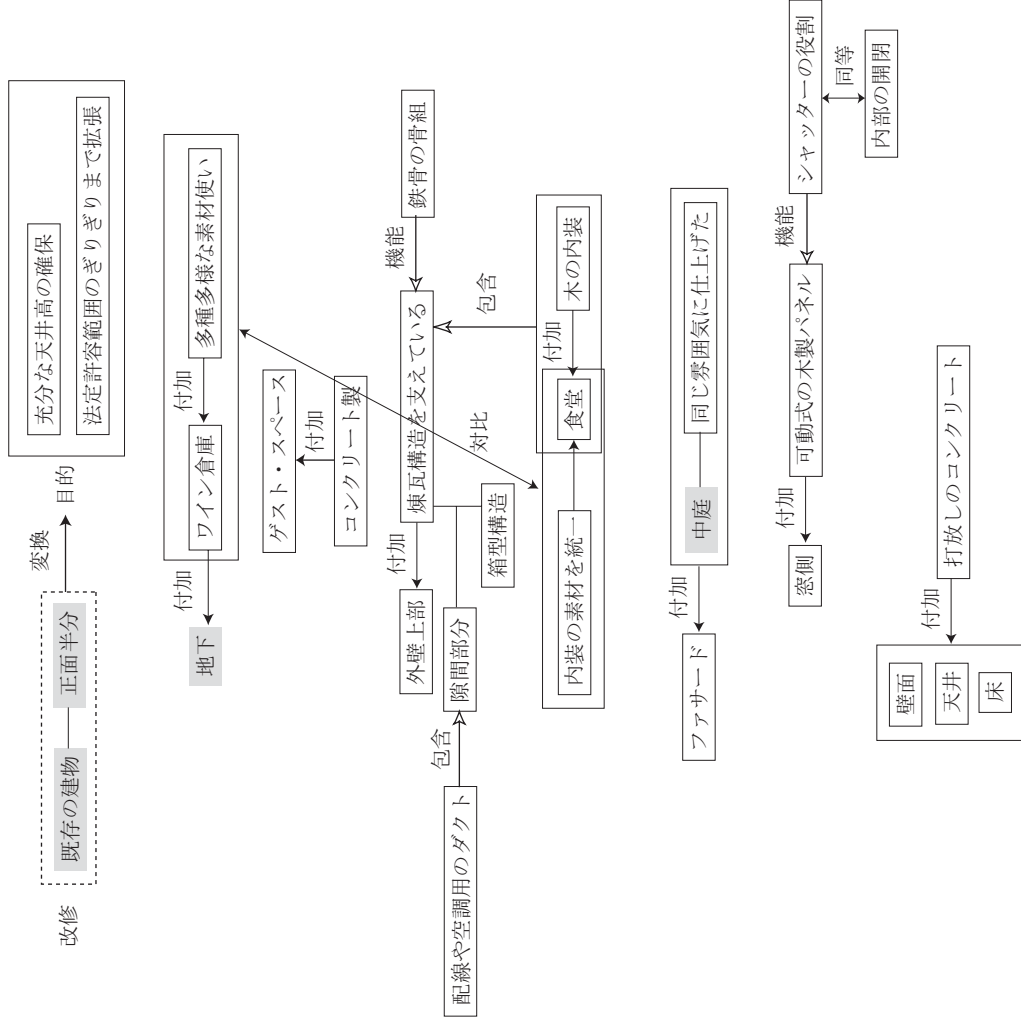 改修
既存の建物
正面半分
変換
目的
充分な天井高の確保
法定許容範囲のぎりぎりまで拡張
地下
付加
ワイン倉庫
付加
多種多様な素材使い
ゲスト・スペース
付加
コンクリート製
外壁上部
付加
煉瓦構造を支えている
機能
鉄骨の骨組
配線や空調用のダクト
包含
隙間部分
箱型構造
対比
包含
内装の素材を統一
食堂
付加
木の内装
ファサード
付加
中庭
同じ雰囲気に仕上げた
窓側
付加
可動式の木製パネル
機能
シャッターの役割
同等
内部の開閉
壁面
天井
床
付加
打放しのコンクリート